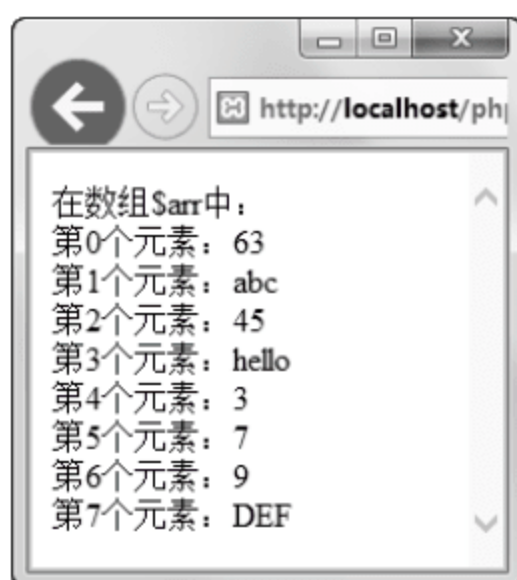 http://localhost/ph
在数组$arr中：
第0个元素：63
第1个元素：abc
第2个元素：45
第3个元素：hello
第4个元素：3
第5个元素：7
第6个元素：9
第7个元素：DEF